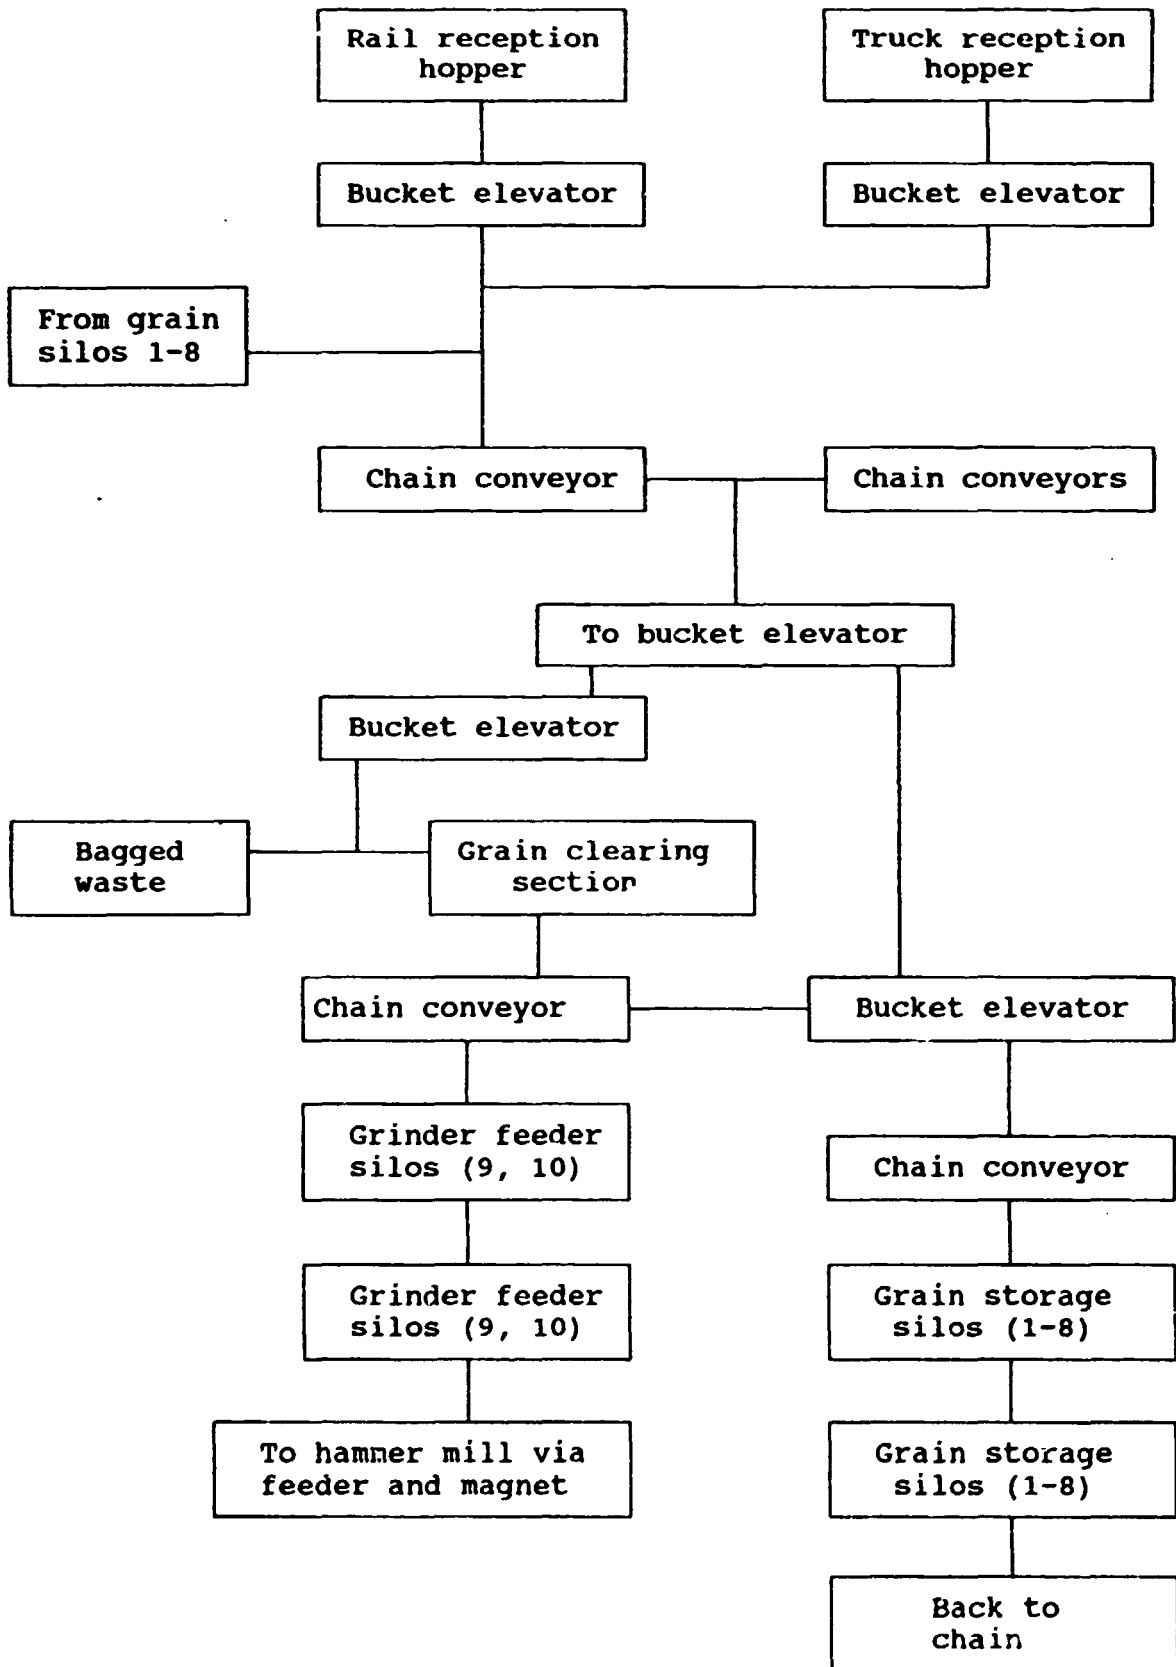 Rail reception
hopper
Truck reception
hopper
Bucket elevator
Bucket elevator
From grain
silos 1-8
Chain conveyor
Chain conveyors
To bucket elevator
Bucket elevator
Bagged
waste
Grain clearing
section
Chain conveyor
Bucket elevator
Grinder feeder
silos (9, 10)
Chain conveyor
Grinder feeder
silos (9, 10)
Grain storage
silos (1-8)
To hammer mill via
feeder and magnet
Grain storage
silos (1-8)
Back to
chain